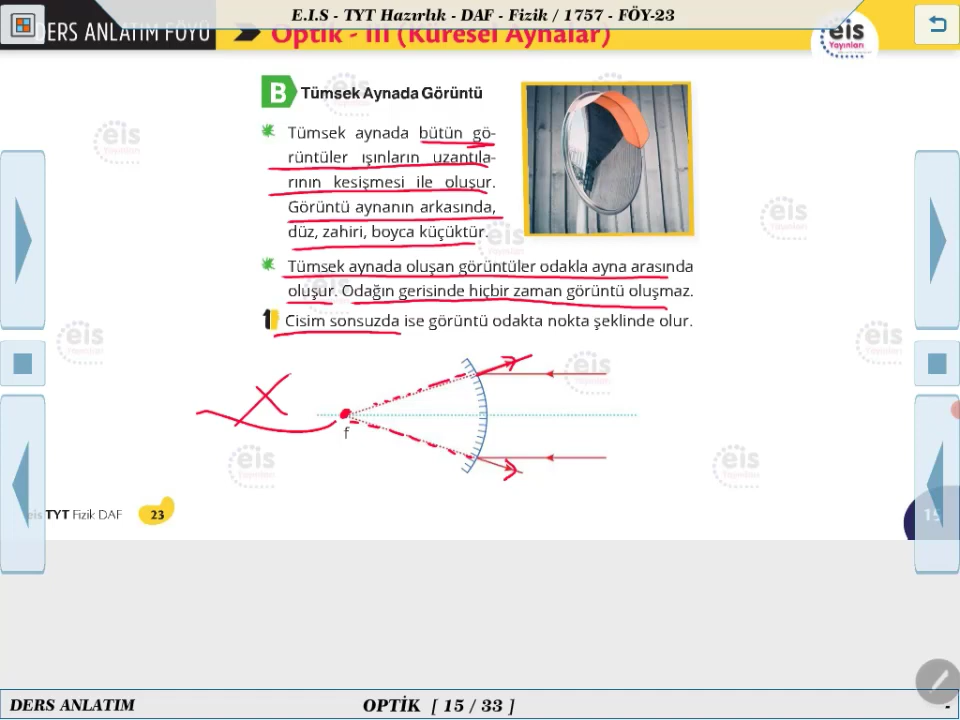 E.I.S - TYT Hazırlık - DAF - Fizik / 1757 - FÖY-23
DERS ANLATIM FÖYÜ
Optik - III (Küresel Aynalar)
eis
Yayınları
B Tümsek Aynada Görüntü
Tümsek aynada bütün gö-
rüntüler ışınların uzantıla-
rının kesişmesi ile oluşur.
Görüntü aynanın arkasında,
düz, zahiri, boyca küçüktür.
Tümsek aynada oluşan görüntüler odakla ayna arasında
oluşur. Odağın gerisinde hiçbir zaman görüntü oluşmaz.
1 Cisim sonsuzda ise görüntü odakta nokta şeklinde olur.
f
eis TYT Fizik DAF 23
15
DERS ANLATIM
OPTİK [ 15 / 33 ]
-